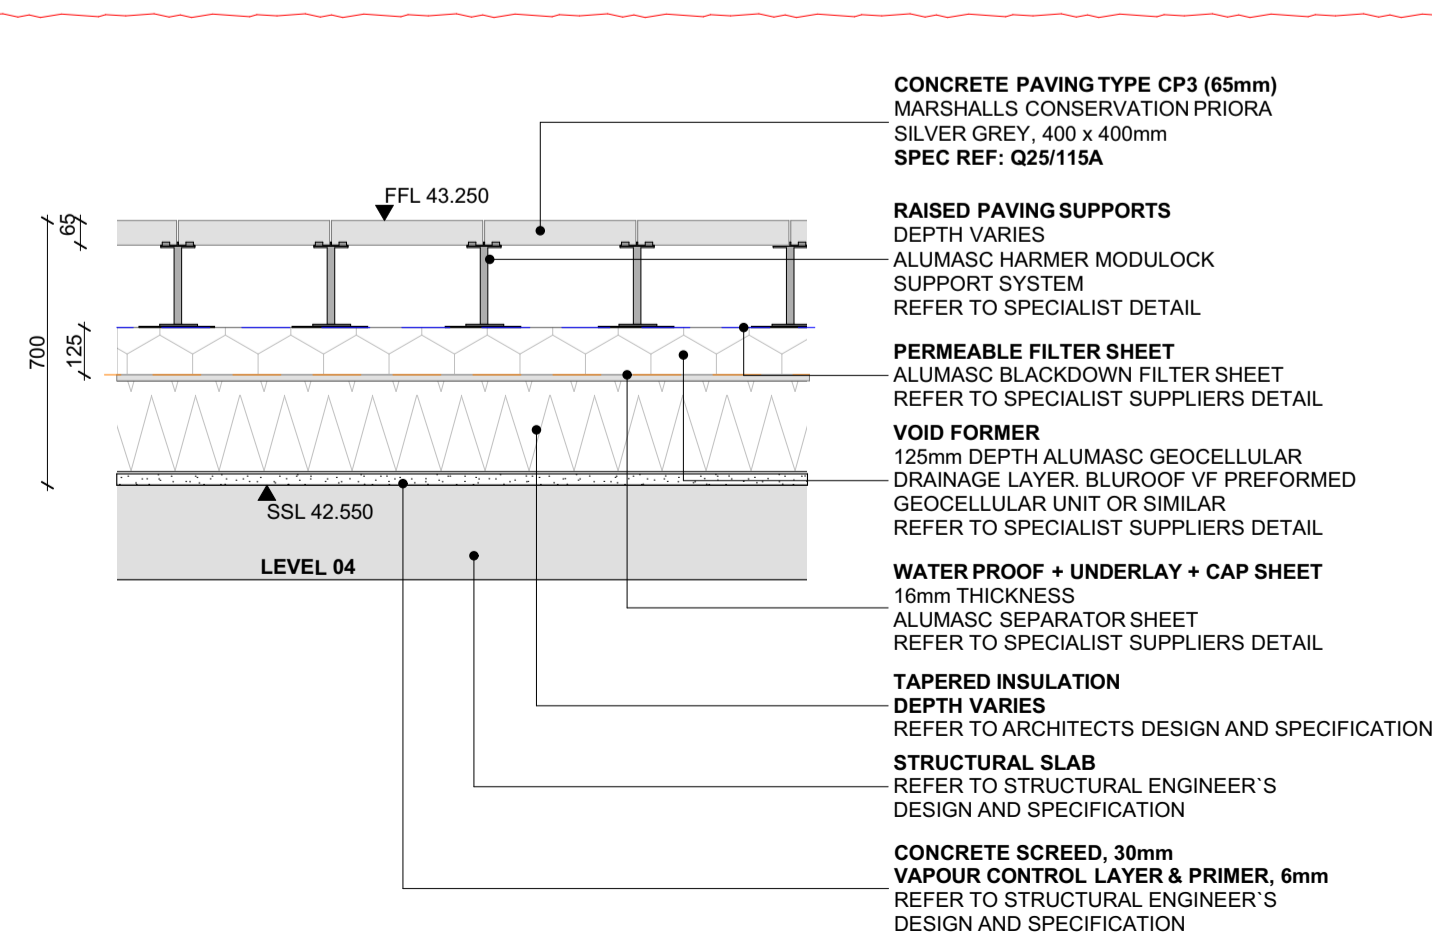 CONCRETE PAVING TYPE CP3 (65mm)
MARSHALLS CONSERVATION PRIORA
SILVER GREY, 400 x 400mm
SPEC REF: Q25/115A
FFL 43.250
65
RAISED PAVING SUPPORTS
DEPTH VARIES
ALUMASC HARMER MODULOCK
SUPPORT SYSTEM
REFER TO SPECIALIST DETAIL
700
125
PERMEABLE FILTER SHEET
ALUMASC BLACKDOWN FILTER SHEET
REFER TO SPECIALIST SUPPLIERS DETAIL
VOID FORMER
125mm DEPTH ALUMASC GEOCELLULAR
DRAINAGE LAYER. BLUROOF VF PREFORMED
GEOCELLULAR UNIT OR SIMILAR
REFER TO SPECIALIST SUPPLIERS DETAIL
SSL 42.550
LEVEL 04
WATER PROOF + UNDERLAY + CAP SHEET
16mm THICKNESS
ALUMASC SEPARATOR SHEET
REFER TO SPECIALIST SUPPLIERS DETAIL
TAPERED INSULATION
DEPTH VARIES
REFER TO ARCHITECTS DESIGN AND SPECIFICATION
STRUCTURAL SLAB
REFER TO STRUCTURAL ENGINEER`S
DESIGN AND SPECIFICATION
CONCRETE SCREED, 30mm
VAPOUR CONTROL LAYER & PRIMER, 6mm
REFER TO STRUCTURAL ENGINEER`S
DESIGN AND SPECIFICATION